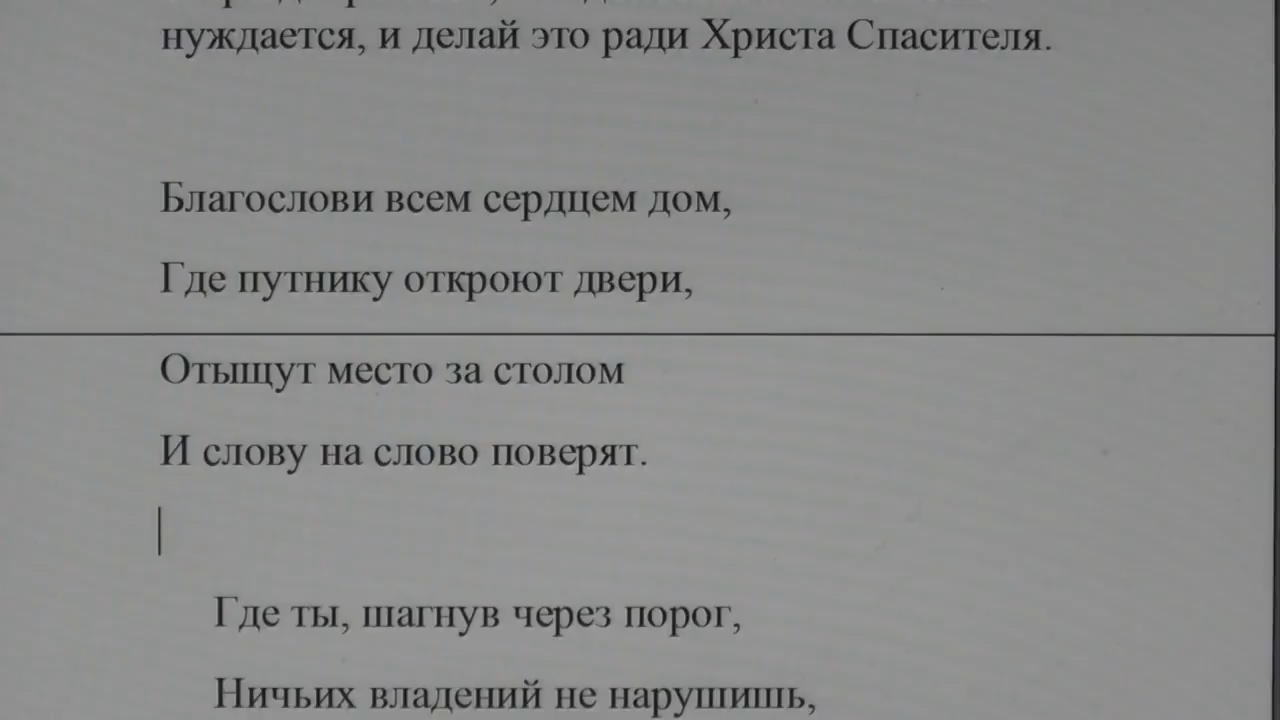 нуждается, и делай это ради Христа Спасителя.
Благослови всем сердцем дом,
Где путнику откроют двери,
Отыщут место за столом
И слову на слово поверят.
Где ты, шагнув через порог,
Ничьих владений не нарушишь,